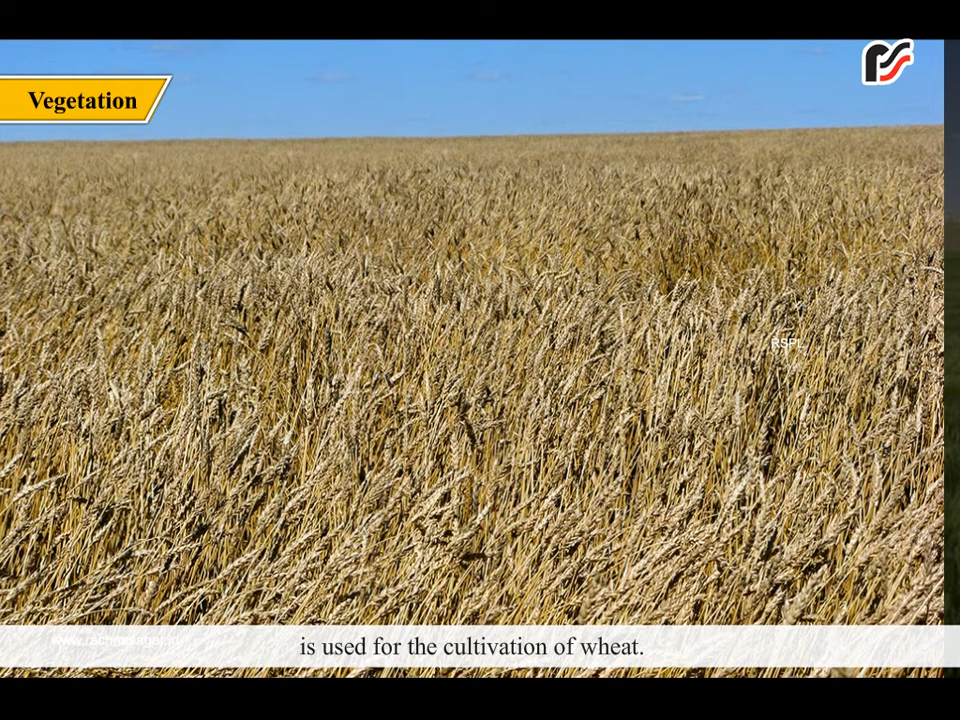 Vegetation
RSPL
is used for the cultivation of wheat.